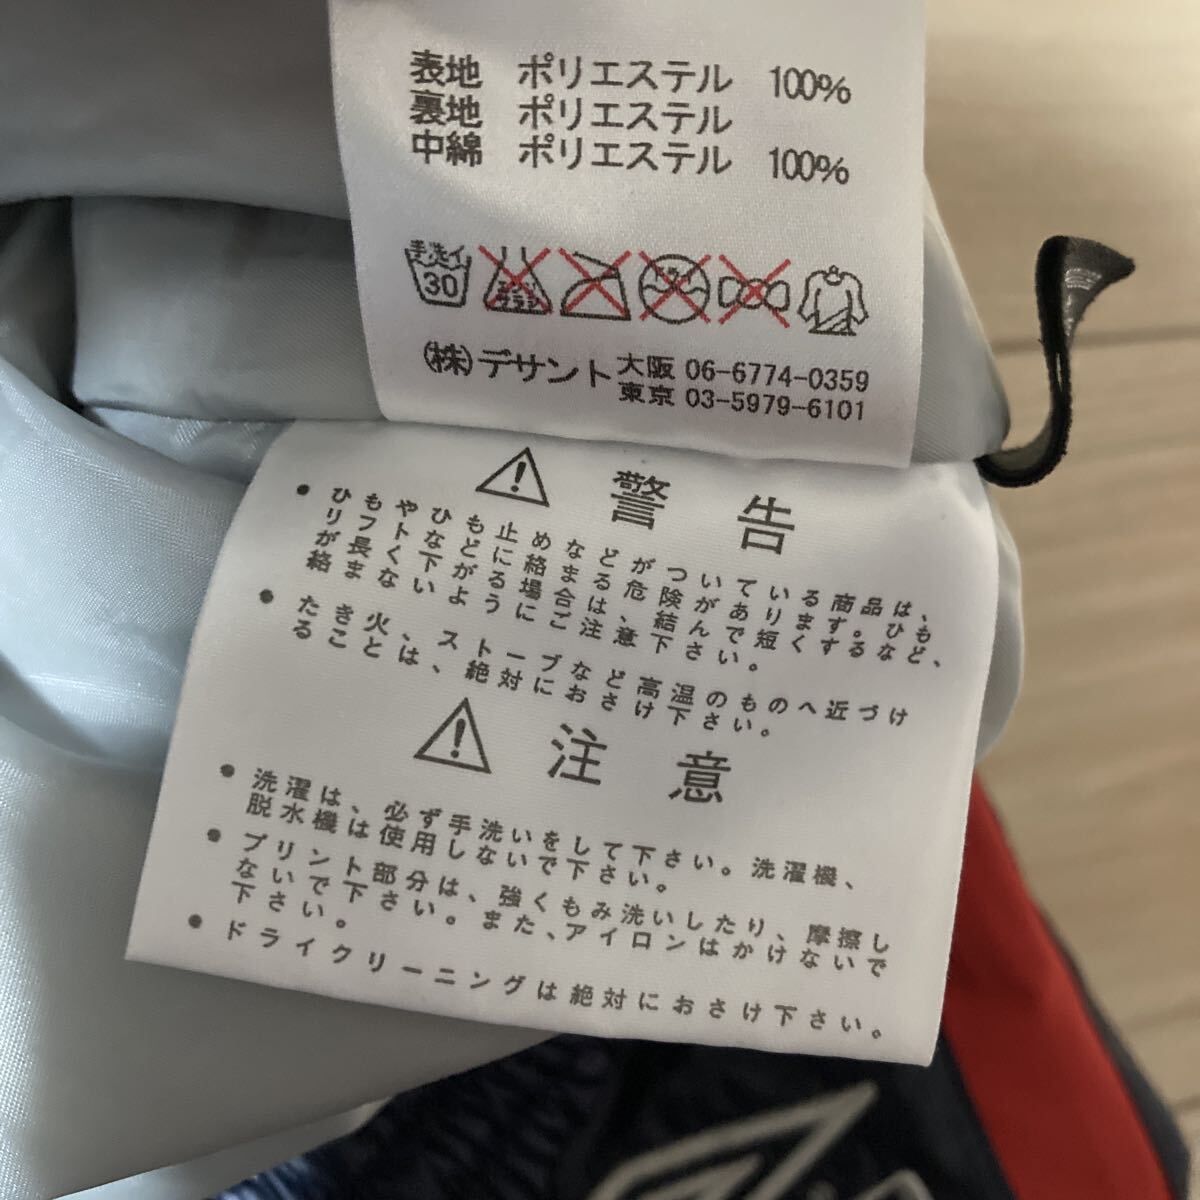 表地 ポリエステル 100%
裏地 ポリエステル
中綿 ポリエステル 100%
手洗イ
30
エンソ
サラシ
(株)デサント 大阪 06-6774-0359
東京 03-5979-6101
警告
● ひもやひもどめなどがついている商品は、
もフトなどに絡まる危険があります。ひも
リ長くが止場合は、結んで短くするなど、
が絡まない下さいようにご注意下さい。
● たき火、ストーブなど高温のものへ近づけ
ることは、絶対におさけ下さい。
注意
● 洗濯は、必ず手洗いをして下さい。洗濯機、
脱水機は使用しないで下さい。
● プリント部分は、強くもみ洗いしたり、摩擦し
ないで下さい。また、アイロンはかけないで
下さい。
● ドライクリーニングは絶対におさけ下さい。